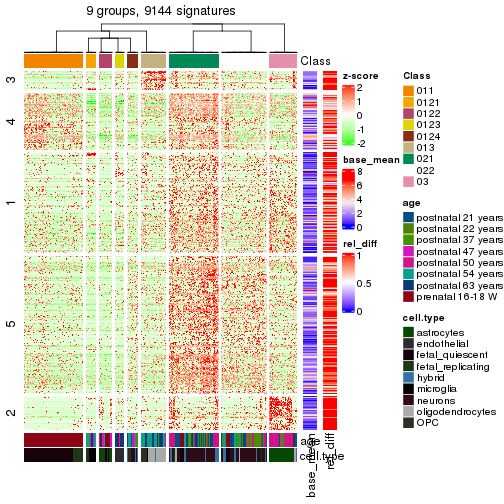 9 groups, 9144 signatures
Class
3
4
1
5
2
age
cell.type
base_mean
rel_diff
z-score
2
1
0
-1
-2
base_mean
8
6
4
2
0
rel_diff
1
0.5
0
Class
011
0121
0122
0123
0124
013
021
022
03
age
postnatal 21 years
postnatal 22 years
postnatal 37 years
postnatal 47 years
postnatal 50 years
postnatal 54 years
postnatal 63 years
prenatal 16-18 W
cell.type
astrocytes
endothelial
fetal_quiescent
fetal_replicating
hybrid
microglia
neurons
oligodendrocytes
OPC